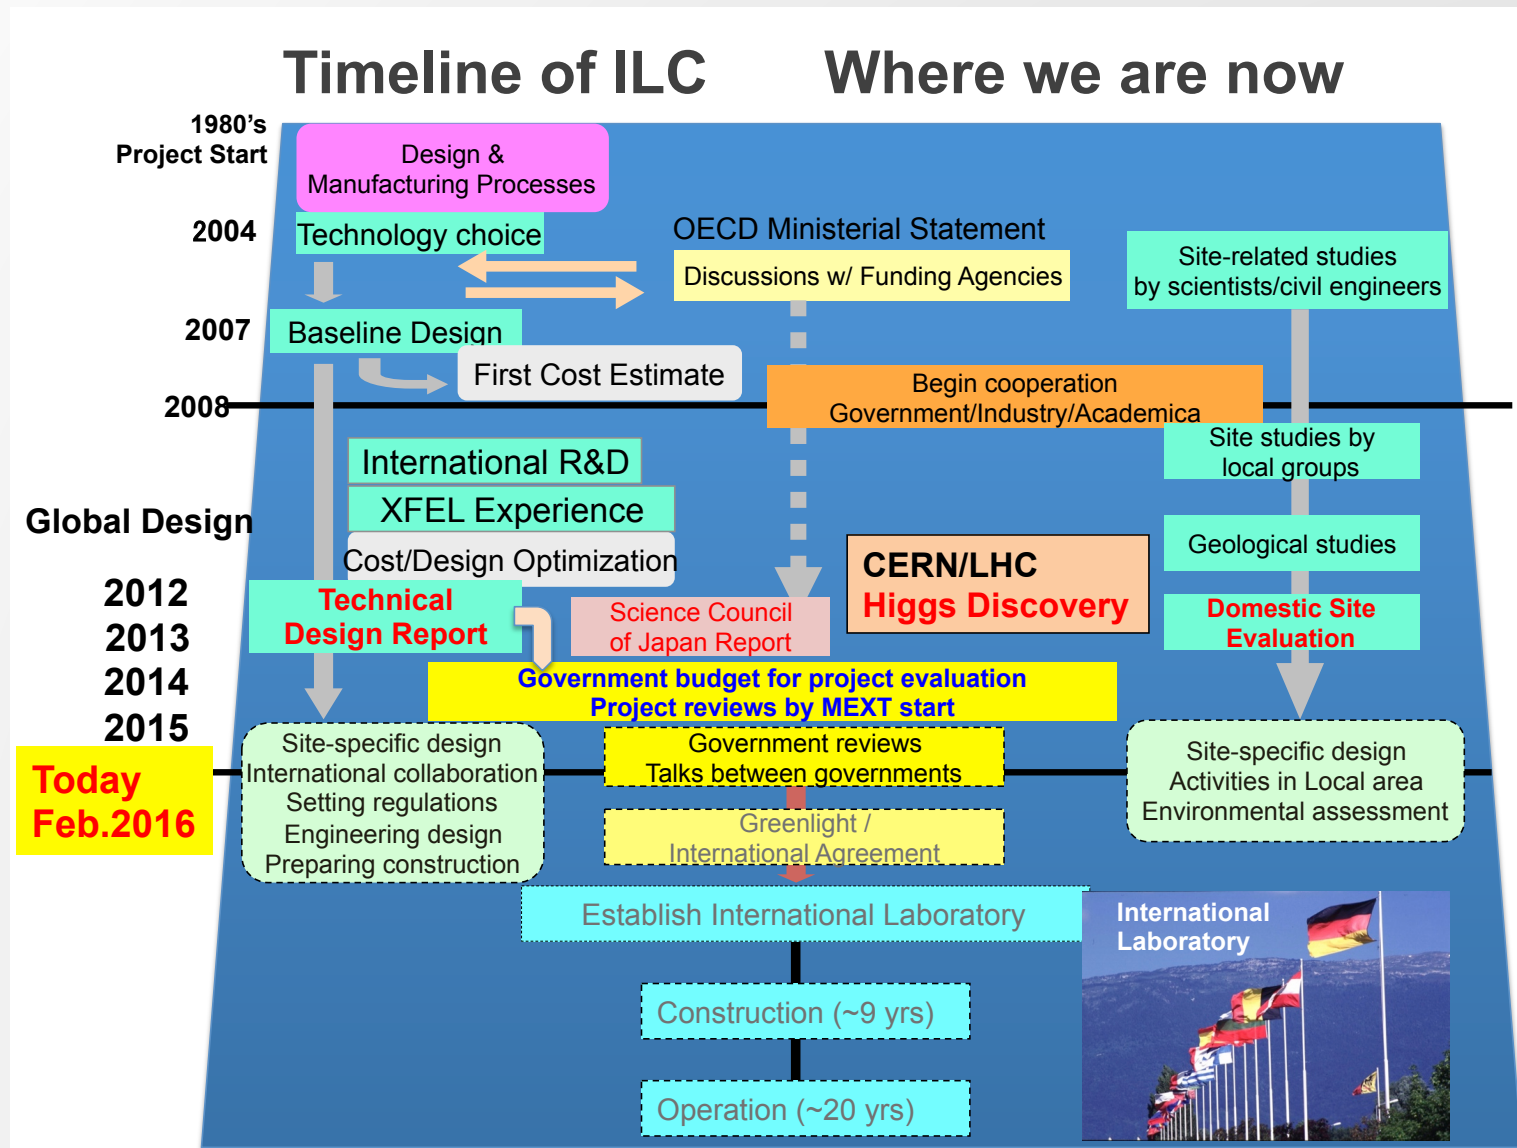 Timeline of ILC Where we are now
1980's
Project Start
Design &
Manufacturing Processes
2004
Technology choice
OECD Ministerial Statement
Discussions w/ Funding Agencies
Site-related studies
by scientists/civil engineers
2007
Baseline Design
First Cost Estimate
2008
Begin cooperation
Government/Industry/Academica
Site studies by
local groups
International R&D
XFEL Experience
Cost/Design Optimization
Global Design
Geological studies
CERN/LHC
Higgs Discovery
2012
2013
2014
2015
Technical
Design Report
Science Council
of Japan Report
Domestic Site
Evaluation
Government budget for project evaluation
Project reviews by MEXT start
Today
Feb.2016
Site-specific design
International collaboration
Setting regulations
Engineering design
Preparing construction
Government reviews
Talks between governments
Site-specific design
Activities in Local area
Environmental assessment
Greenlight /
International Agreement
Establish International Laboratory
International
Laboratory
Construction (~9 yrs)
Operation (~20 yrs)